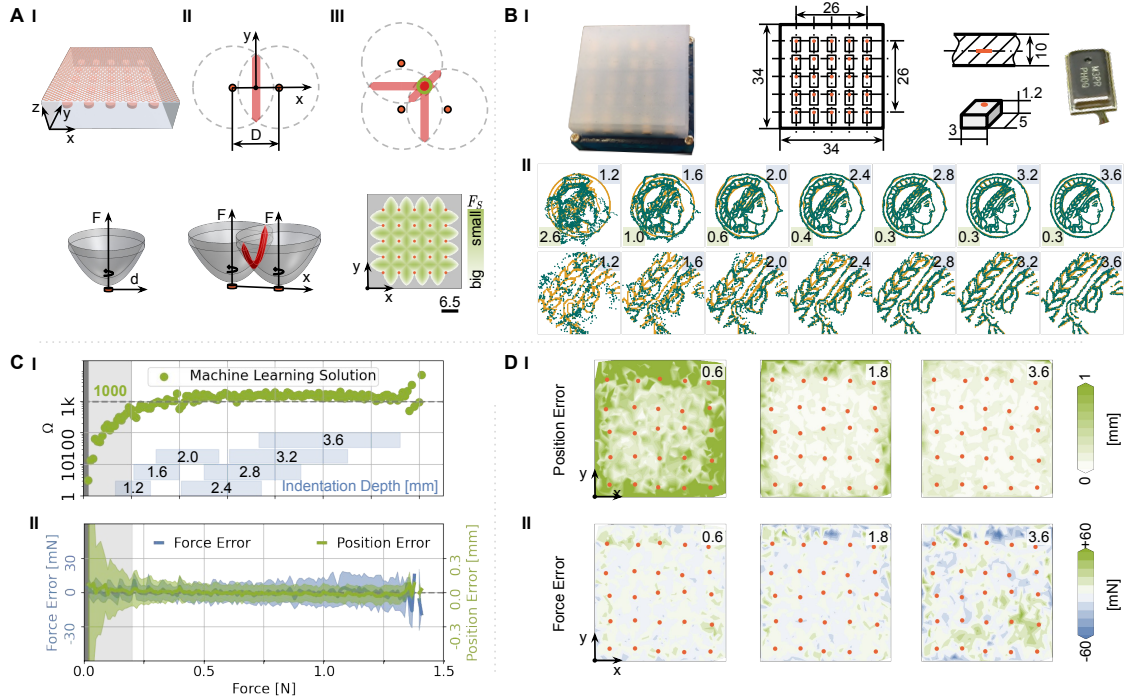 A I
II
III
z
y
x
y
x
D
F
d
F
x
F_S
small
big
y
x
6.5
B I
26
34
26
34
10
1.2
5
3
M3PR
II
1.2
1.6
2.0
2.4
2.8
3.2
3.6
2.6
1.0
0.6
0.4
0.3
0.3
0.3
1.2
1.6
2.0
2.4
2.8
3.2
3.6
C I
1000
Machine Learning Solution
Ω
1k
100
10
1
3.6
2.0
3.2
1.6
2.8
1.2
2.4
Indentation Depth [mm]
II
Force Error
Position Error
Force Error [mN]
30
0
-30
Position Error [mm]
0.3
0.0
-0.3
0.0
0.5
1.0
1.5
Force [N]
D I
Position Error
0.6
1.8
3.6
y
x
1
[mm]
0
II
Force Error
0.6
1.8
3.6
y
x
+60
[mN]
-60